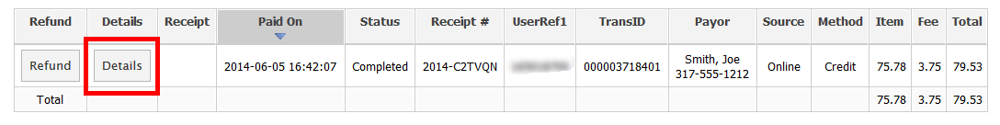 Refund Details Receipt Paid On Status Receipt # UserRef1 TransID Payor Source Method Item Fee Total
Refund Details 2014-06-05 16:42:07 Completed 2014-C2TVQN 000003718401 Smith, Joe Online Credit 75.78 3.75 79.53
317-555-1212
Total 75.78 3.75 79.53